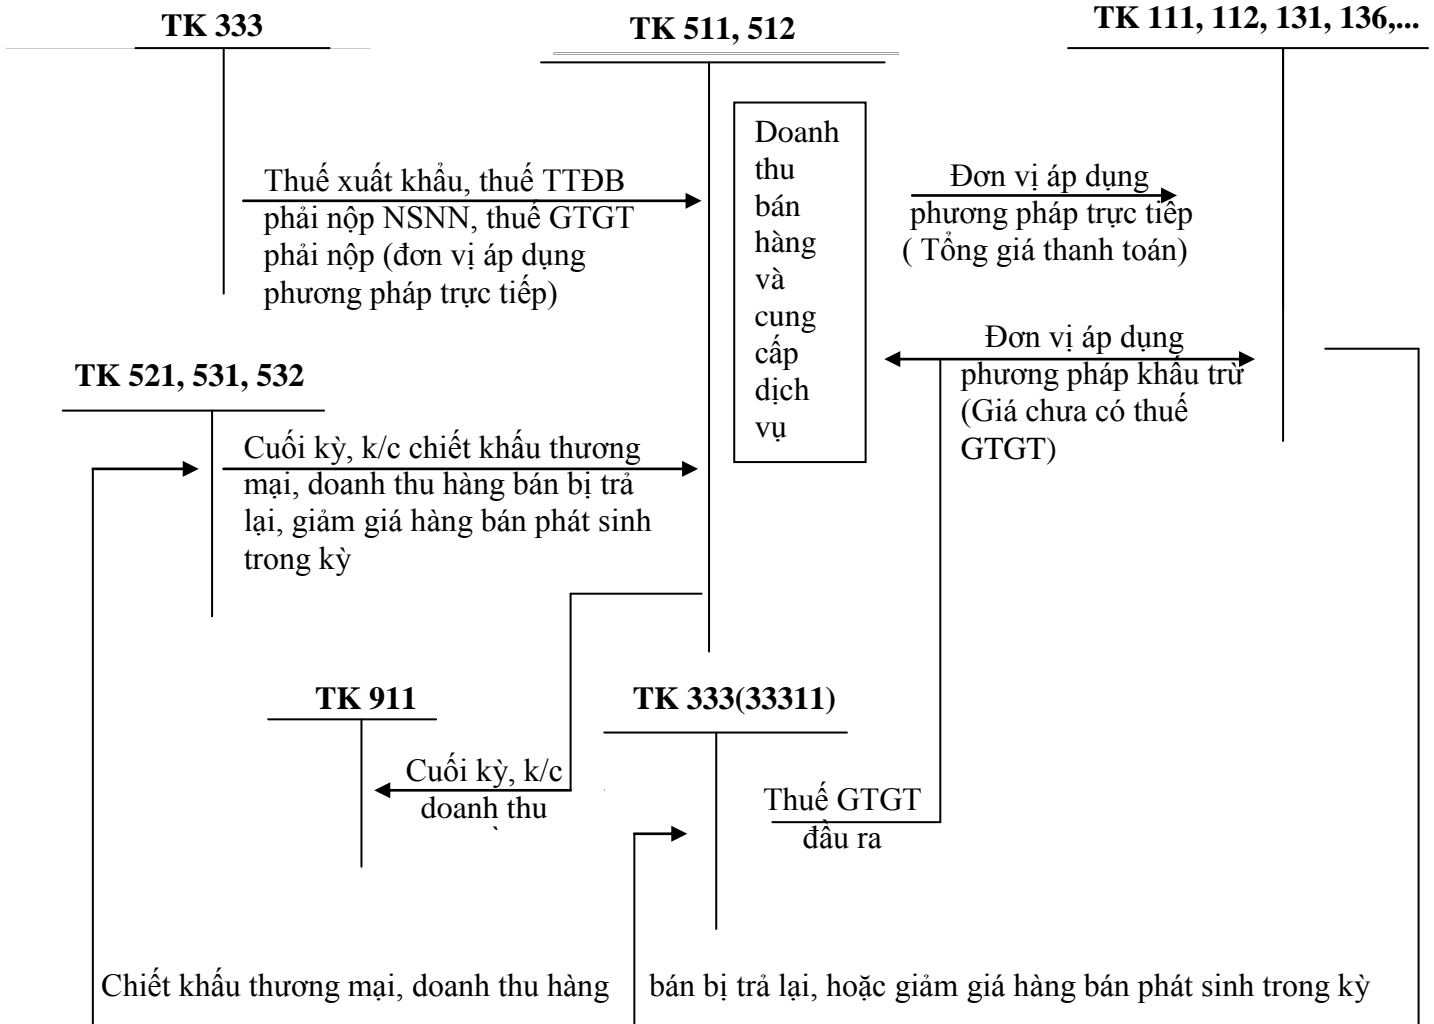 TK 333
TK 511, 512
TK 111, 112, 131, 136,...
Doanh
thu
bán
hàng
và
cung
cấp
dịch
vụ
Thuế xuất khẩu, thuế TTĐB
phải nộp NSNN, thuế GTGT
phải nộp (đơn vị áp dụng
phương pháp trực tiếp)
Đơn vị áp dụng
phương pháp trực tiếp
( Tổng giá thanh toán)
Đơn vị áp dụng
phương pháp khấu trừ
(Giá chưa có thuế
GTGT)
TK 521, 531, 532
Cuối kỳ, k/c chiết khấu thương
mại, doanh thu hàng bán bị trả
lại, giảm giá hàng bán phát sinh
trong kỳ
TK 911
TK 333(33311)
Cuối kỳ, k/c
doanh thu
Thuế GTGT
đầu ra
Chiết khấu thương mại, doanh thu hàng bán bị trả lại, hoặc giảm giá hàng bán phát sinh trong kỳ